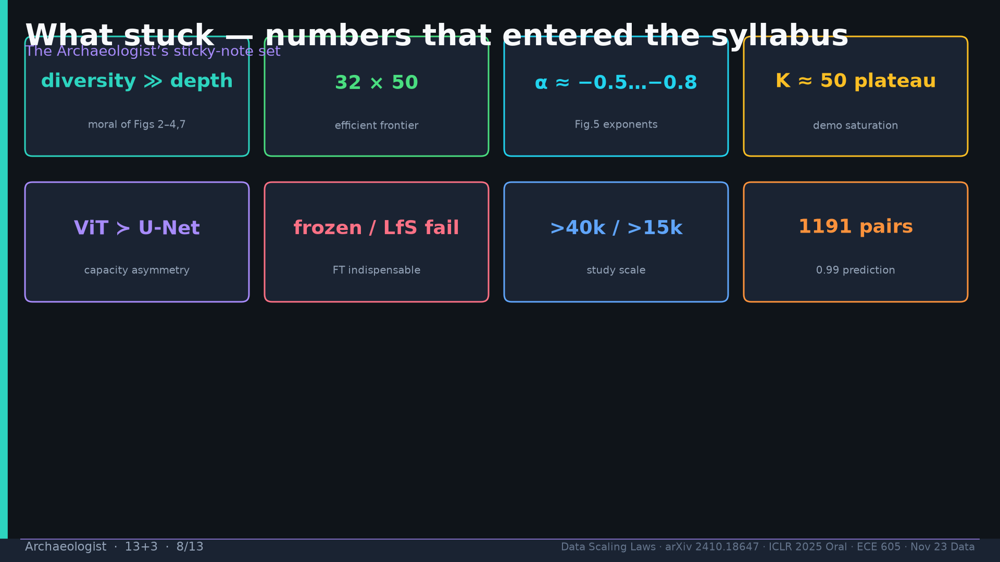 What stuck — numbers that entered the syllabus
The Archaeologist’s sticky-note set
diversity ≫ depth
moral of Figs 2–4,7
32 × 50
efficient frontier
α ≈ −0.5…−0.8
Fig.5 exponents
K ≈ 50 plateau
demo saturation
ViT ≻ U-Net
capacity asymmetry
frozen / LfS fail
FT indispensable
>40k / >15k
study scale
1191 pairs
0.99 prediction
Archaeologist · 13+3 · 8/13
Data Scaling Laws · arXiv 2410.18647 · ICLR 2025 Oral · ECE 605 · Nov 23 Data